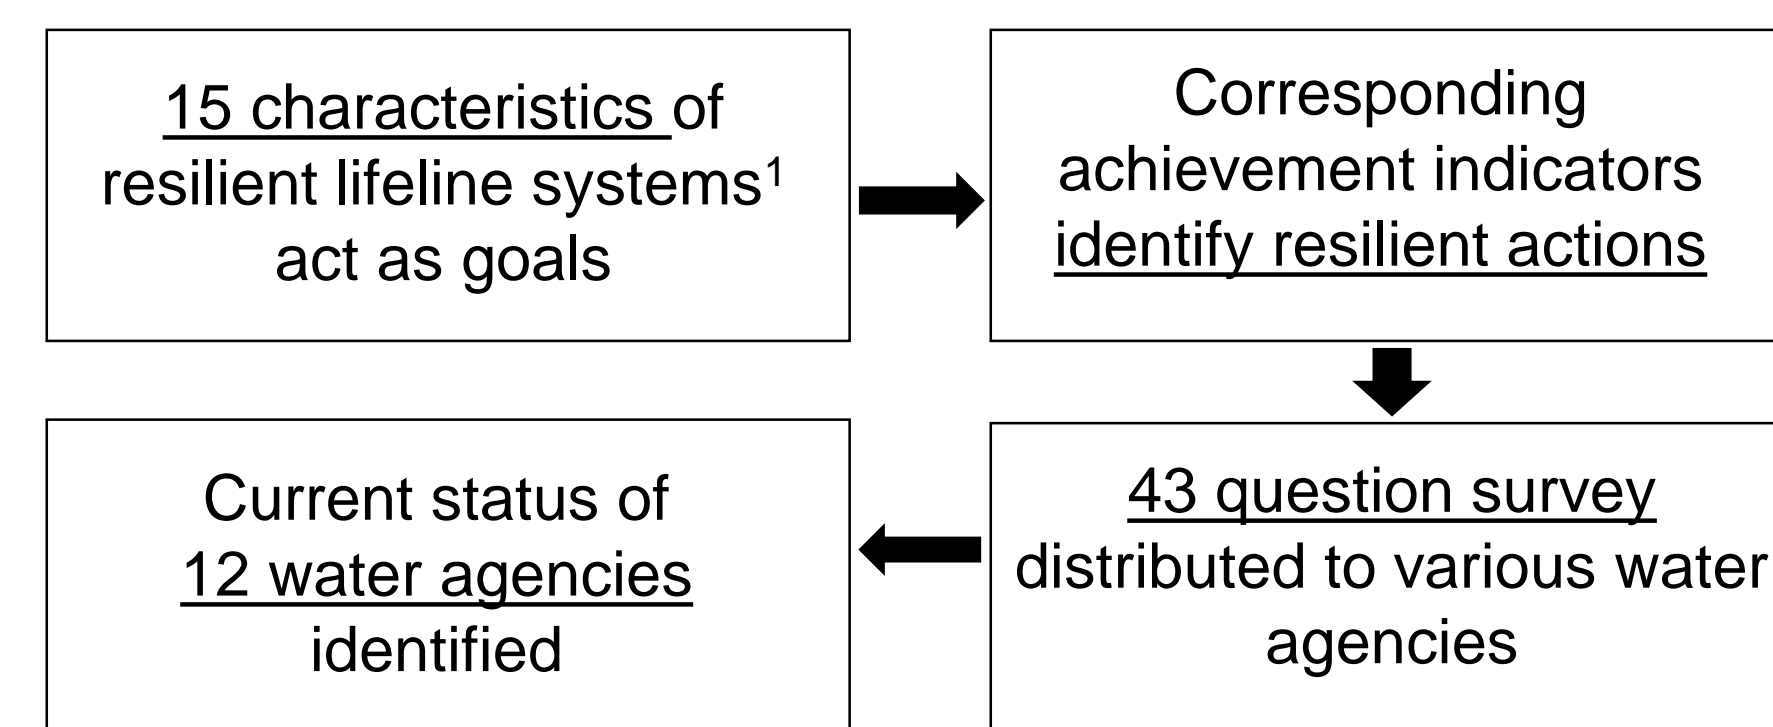 15 characteristics of
resilient lifeline systems¹
act as goals
Corresponding
achievement indicators
identify resilient actions
43 question survey
distributed to various water
agencies
Current status of
12 water agencies
identified